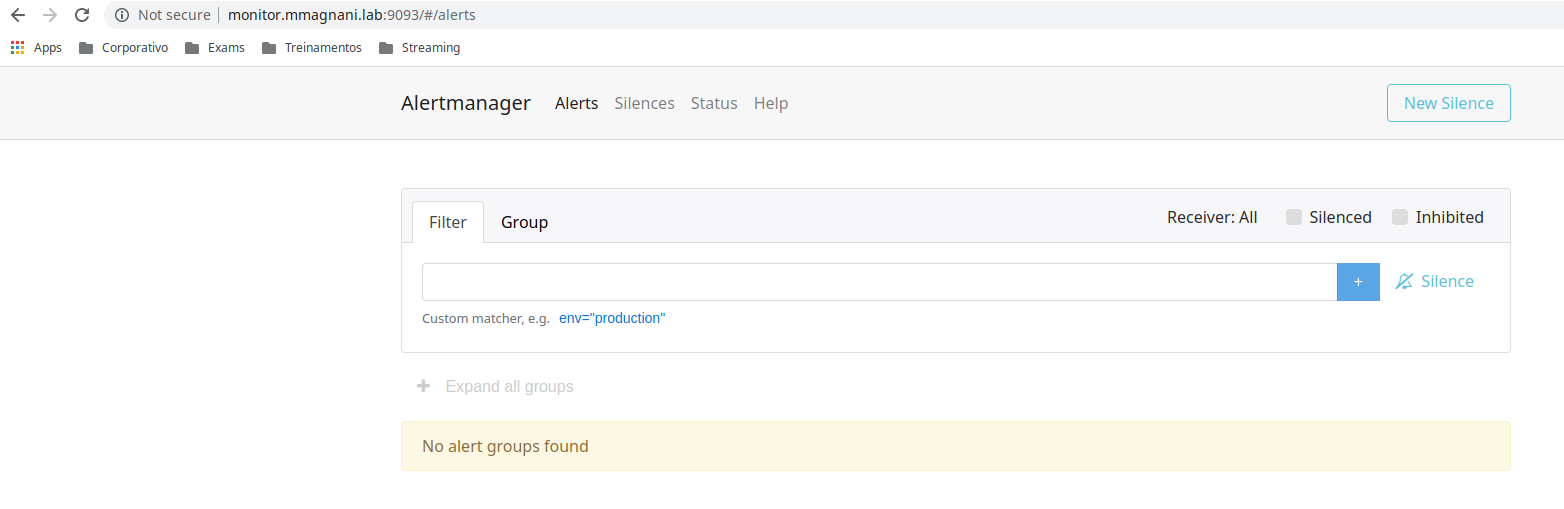 Not secure monitor.mmagnani.lab:9093/#/alerts
Apps Corporativo Exams Treinamentos Streaming
Alertmanager Alerts Silences Status Help New Silence
Filter Group Receiver: All Silenced Inhibited
+ Silence
Custom matcher, e.g. env="production"
+ Expand all groups
No alert groups found